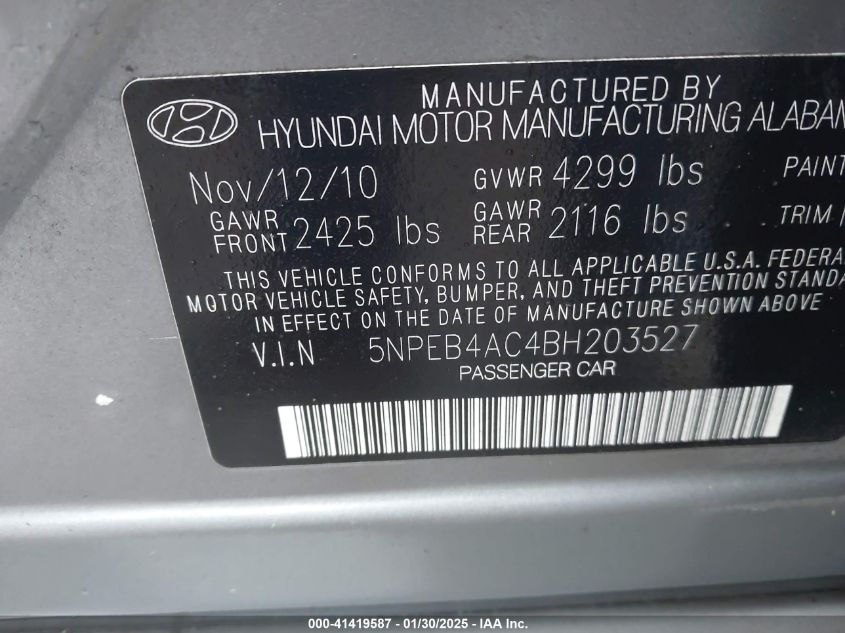 MANUFACTURED BY
HYUNDAI MOTOR MANUFACTURING ALABAM
Nov/12/10 GVWR 4299 lbs PAINT
GAWR FRONT 2425 lbs GAWR REAR 2116 lbs TRIM
THIS VEHICLE CONFORMS TO ALL APPLICABLE U.S.A. FEDERA
MOTOR VEHICLE SAFETY, BUMPER, AND THEFT PREVENTION STANDA
IN EFFECT ON THE DATE OF MANUFACTURE SHOWN ABOVE
V.I.N 5NPEB4AC4BH203527
PASSENGER CAR
000-41419587 - 01/30/2025 - IAA Inc.